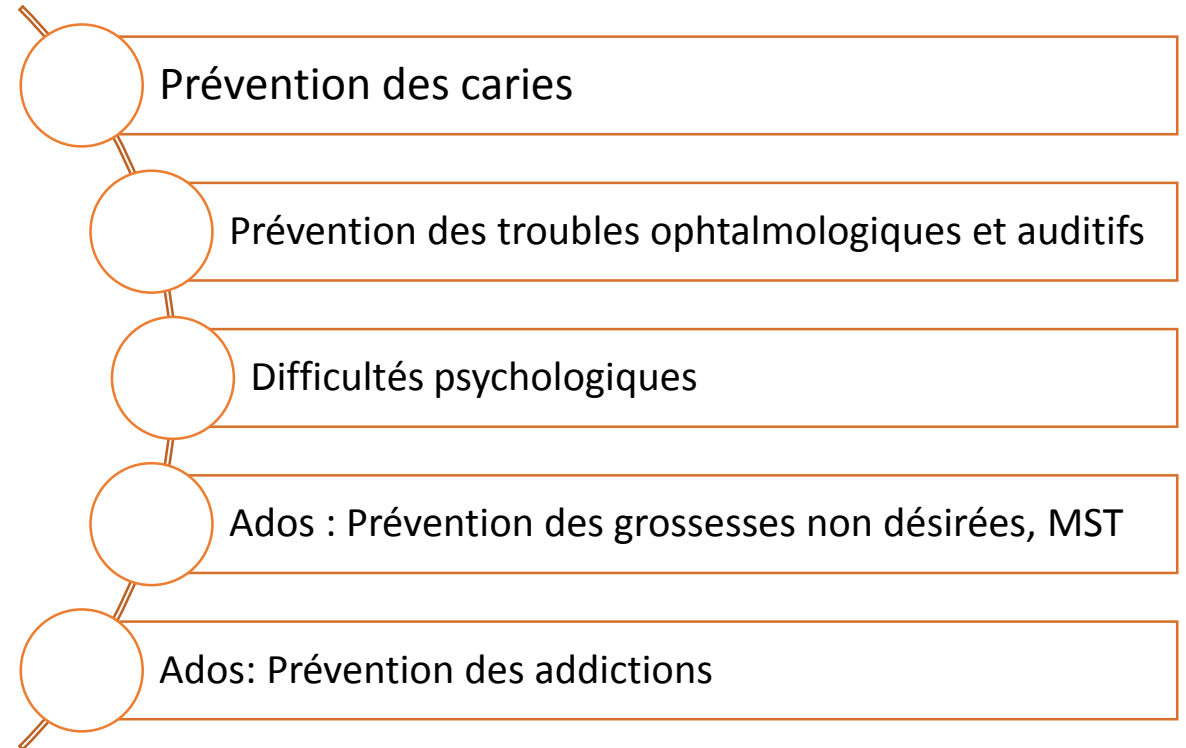 Prévention des caries
Prévention des troubles ophtalmologiques et auditifs
Difficultés psychologiques
Ados : Prévention des grossesses non désirées, MST
Ados: Prévention des addictions